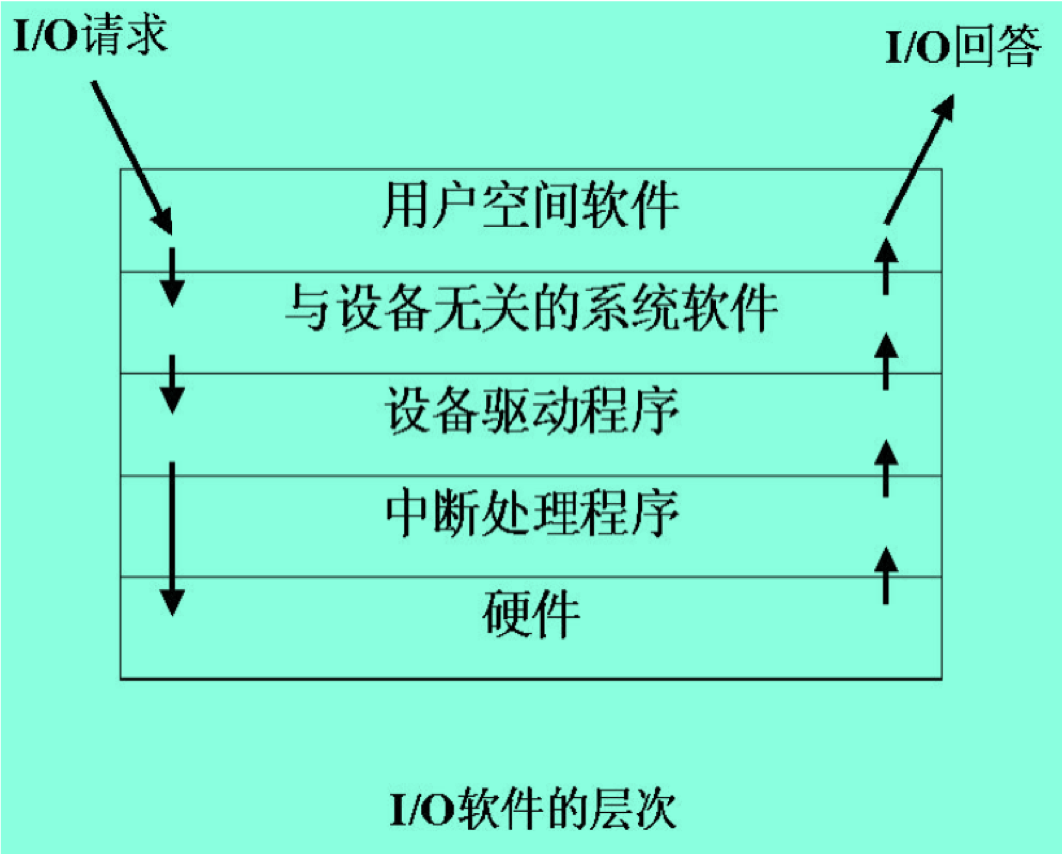 I/O请求
I/O回答
用户空间软件
与设备无关的系统软件
设备驱动程序
中断处理程序
硬件
I/O软件的层次